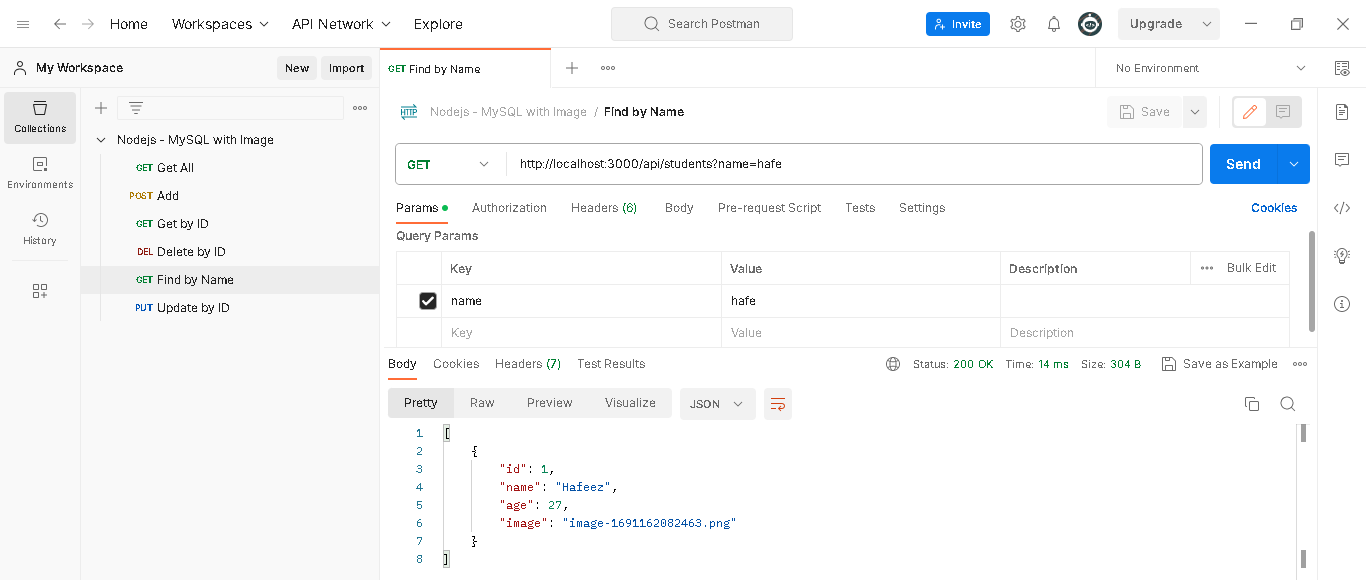 Home Workspaces API Network Explore Search Postman Invite Upgrade
My Workspace New Import GET Find by Name No Environment
Collections
Environments
History
Nodejs - MySQL with Image
GET Get All
POST Add
GET Get by ID
DEL Delete by ID
GET Find by Name
PUT Update by ID
HTTP Nodejs - MySQL with Image / Find by Name Save
GET http://localhost:3000/api/students?name=hafe Send
Params Authorization Headers (6) Body Pre-request Script Tests Settings Cookies
Query Params
Key Value Description Bulk Edit
name hafe
Key Value Description
Body Cookies Headers (7) Test Results Status: 200 OK Time: 14 ms Size: 304 B Save as Example
Pretty Raw Preview Visualize JSON
1 [
2 {
3 "id": 1,
4 "name": "Hafeez",
5 "age": 27,
6 "image": "image-1691162082463.png"
7 }
8 ]